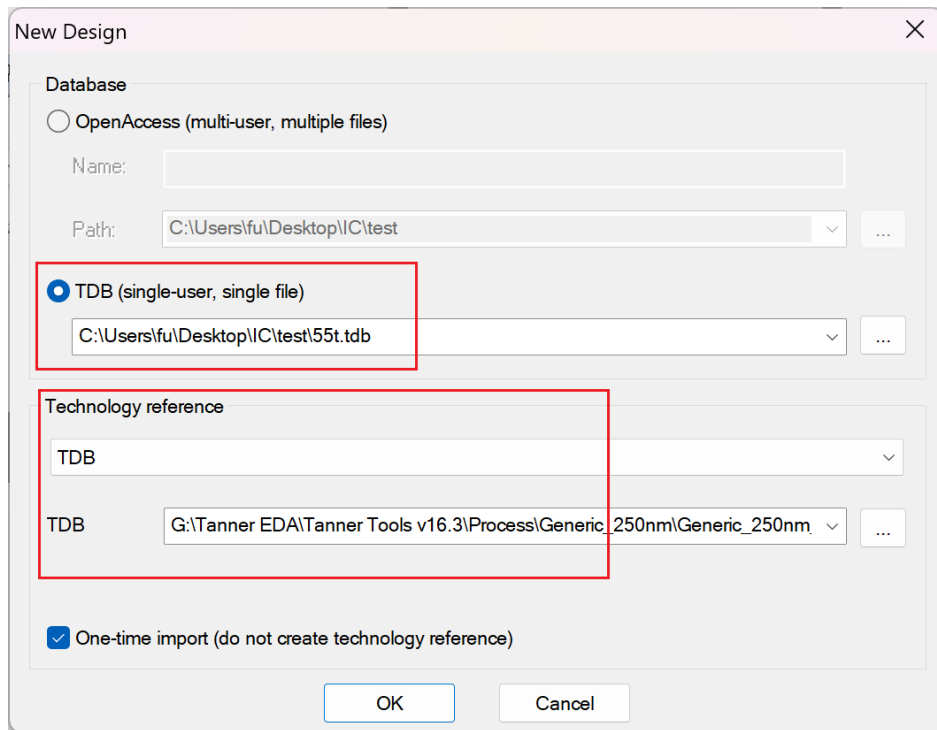 New Design
Database
OpenAccess (multi-user, multiple files)
Name:
Path:
C:\Users\fu\Desktop\IC\test
...
TDB (single-user, single file)
C:\Users\fu\Desktop\IC\test\55t.tdb
...
Technology reference
TDB
TDB
G:\Tanner EDA\Tanner Tools v16.3\Process\Generic_250nm\Generic_250nm_
...
One-time import (do not create technology reference)
OK
Cancel